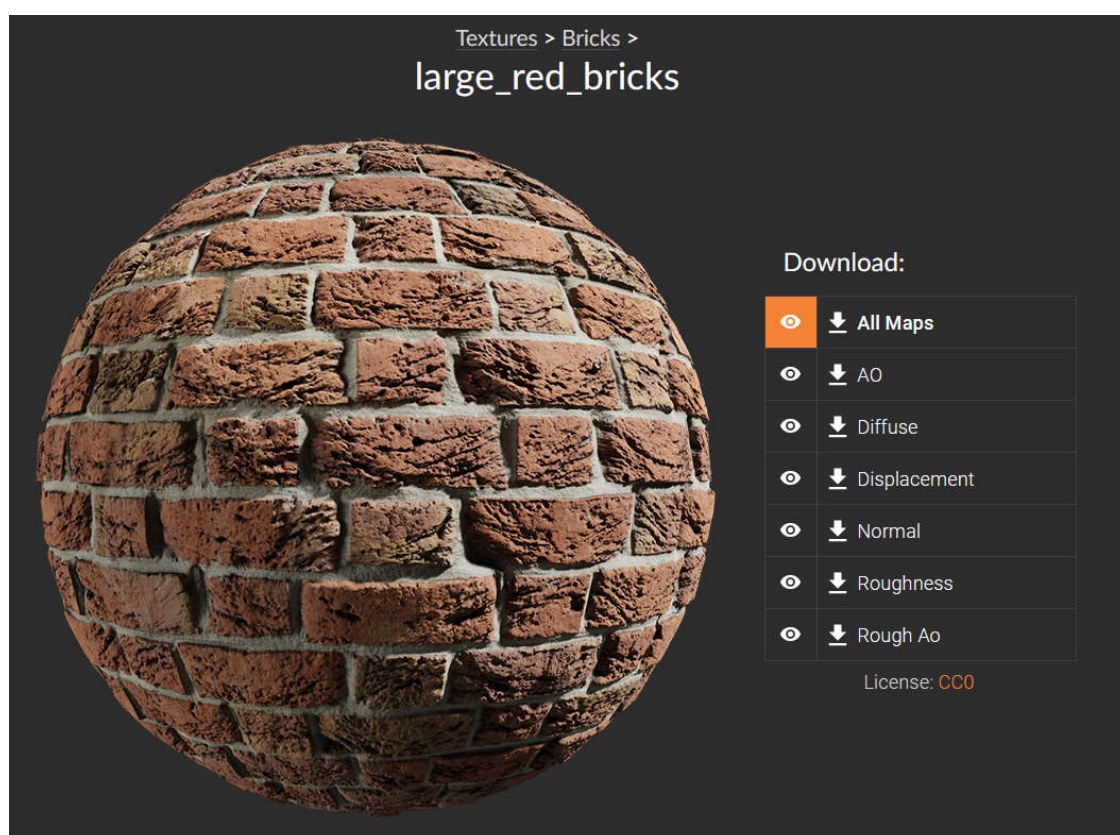 Textures > Bricks >
large_red_bricks
Download:
All Maps
AO
Diffuse
Displacement
Normal
Roughness
Rough Ao
License: CC0